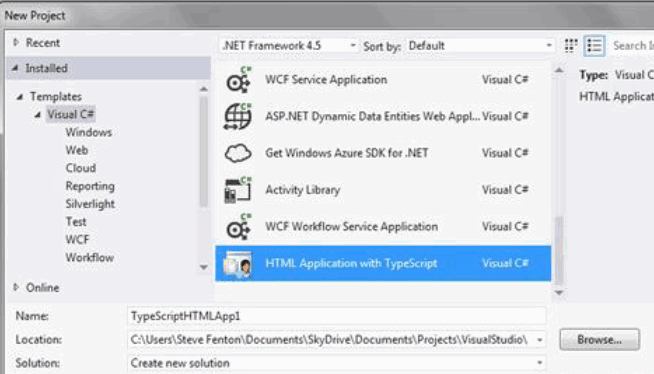 New Project
Recent
.NET Framework 4.5
Sort by: Default
Search
Installed
Templates
Visual C#
Windows
Web
Cloud
Reporting
Silverlight
Test
WCF
Workflow
Online
WCF Service Application Visual C#
ASP.NET Dynamic Data Entities Web Appl... Visual C#
Get Windows Azure SDK for .NET Visual C#
Activity Library Visual C#
WCF Workflow Service Application Visual C#
HTML Application with TypeScript Visual C#
Type: Visual C
HTML Applicat
Name: TypeScriptHTMLApp1
Location: C:\Users\Steve Fenton\Documents\SkyDrive\Documents\Projects\VisualStudio\ Browse...
Solution: Create new solution